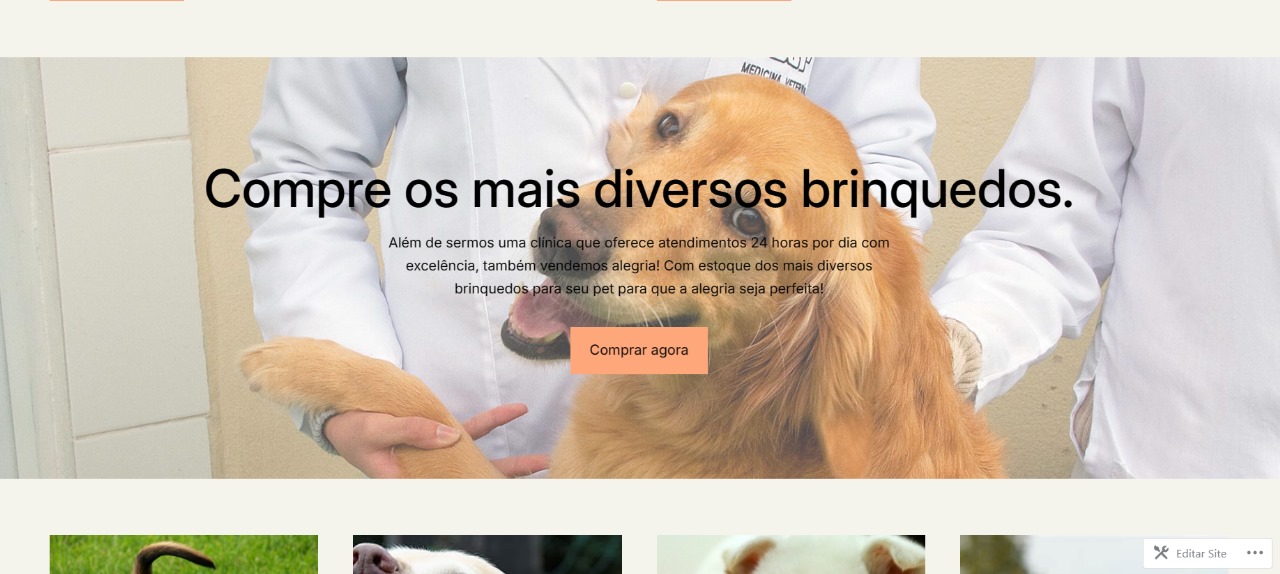 MEDICINA VETERI
Compre os mais diversos brinquedos.
Além de sermos uma clínica que oferece atendimentos 24 horas por dia com
excelência, também vendemos alegria! Com estoque dos mais diversos
brinquedos para seu pet para que a alegria seja perfeita!
Comprar agora
Editar Site